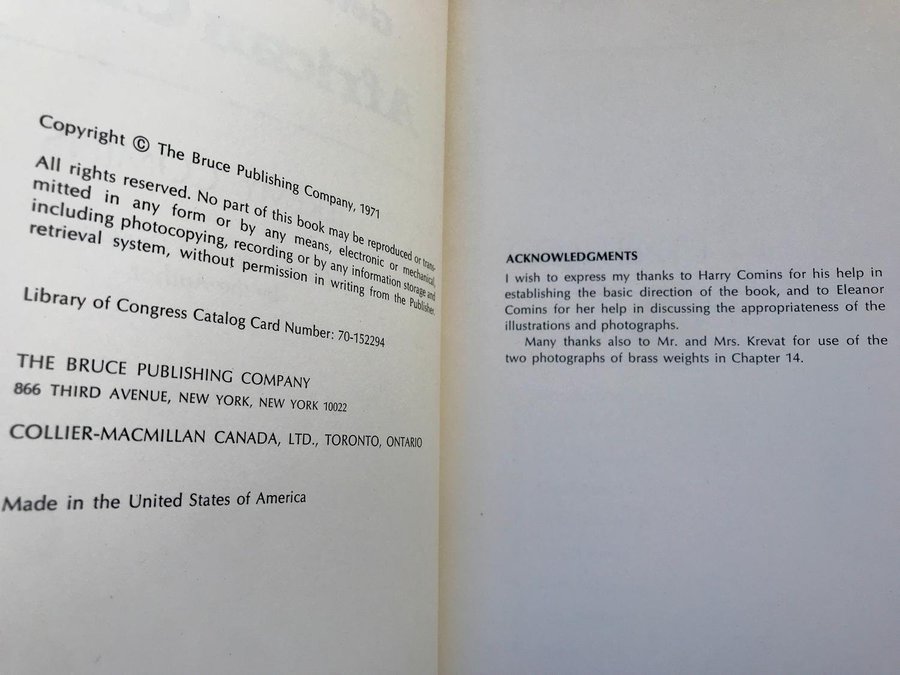 Copyright © The Bruce Publishing Company, 1971
All rights reserved. No part of this book may be reproduced or trans-
mitted in any form or by any means, electronic or mechanical,
including photocopying, recording or by any information storage and
retrieval system, without permission in writing from the Publisher.
Library of Congress Catalog Card Number: 70-152294
THE BRUCE PUBLISHING COMPANY
866 THIRD AVENUE, NEW YORK, NEW YORK 10022
COLLIER-MACMILLAN CANADA, LTD., TORONTO, ONTARIO
Made in the United States of America
ACKNOWLEDGMENTS
I wish to express my thanks to Harry Comins for his help in
establishing the basic direction of the book, and to Eleanor
Comins for her help in discussing the appropriateness of the
illustrations and photographs.
Many thanks also to Mr. and Mrs. Krevat for use of the
two photographs of brass weights in Chapter 14.